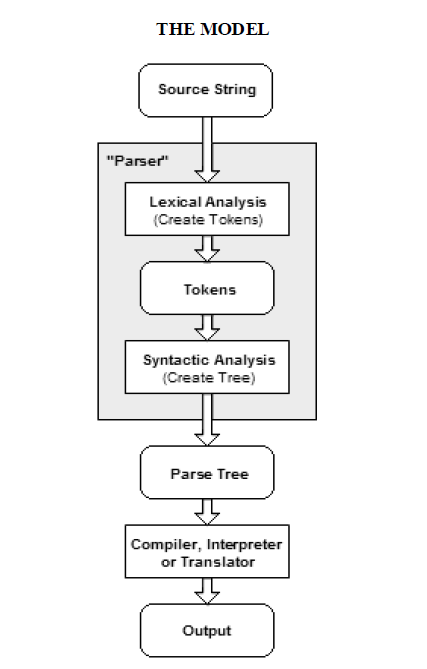 THE MODEL
Source String
"Parser"
Lexical Analysis
(Create Tokens)
Tokens
Syntactic Analysis
(Create Tree)
Parse Tree
Compiler, Interpreter
or Translator
Output